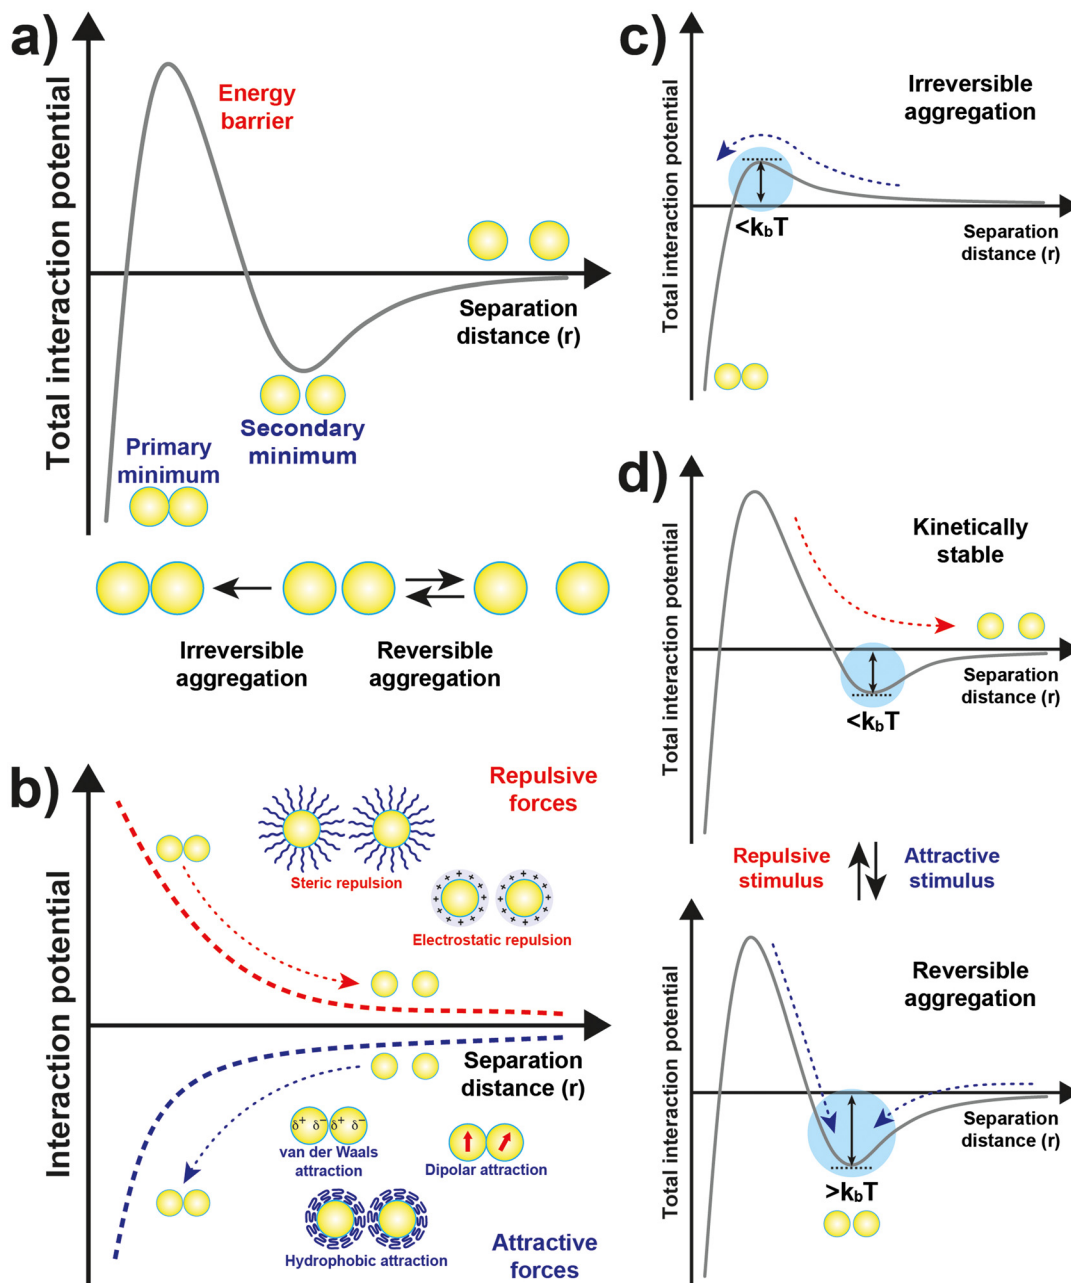 a)
Total interaction potential
Energy
barrier
Separation
distance (r)
Secondary
minimum
Primary
minimum
Irreversible
aggregation
Reversible
aggregation
b)
Interaction potential
Repulsive
forces
Steric repulsion
+ + + + + + + + + +
Electrostatic repulsion
Separation
distance (r)
δ+ δ− δ+ δ−
van der Waals
attraction
Dipolar attraction
Hydrophobic attraction
Attractive
forces
c)
Total interaction potential
Irreversible
aggregation
<kbT
Separation
distance (r)
d)
Total interaction potential
Kinetically
stable
<kbT
Separation
distance (r)
Repulsive
stimulus
Attractive
stimulus
Total interaction potential
Reversible
aggregation
Separation
distance (r)
>kbT